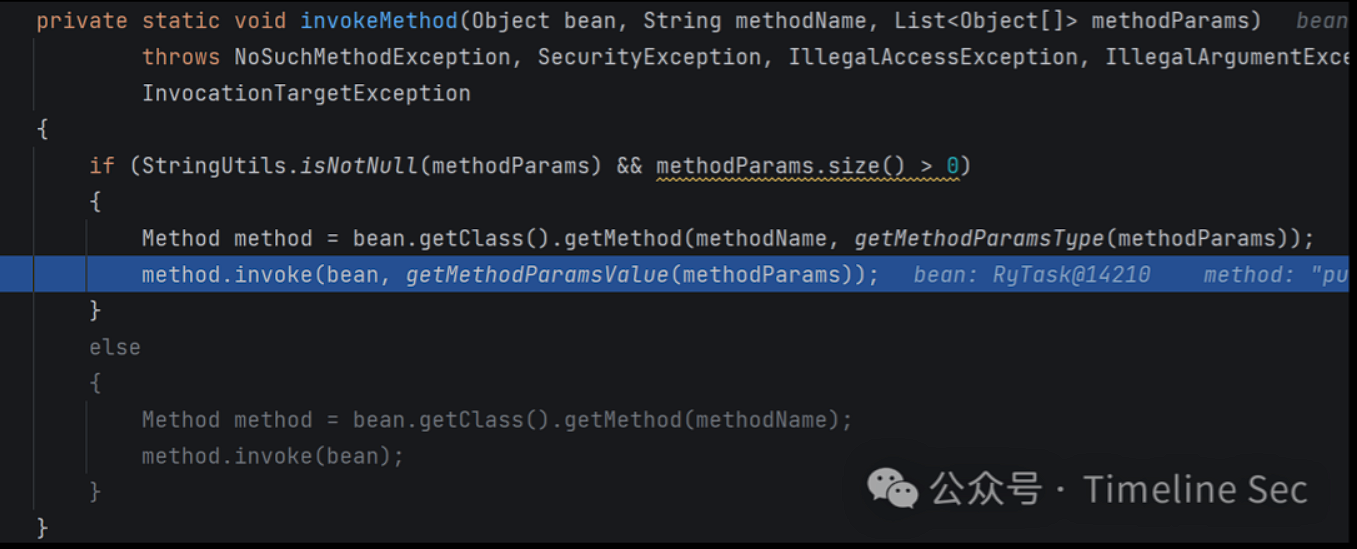 private static void invokeMethod(Object bean, String methodName, List<Object[]> methodParams)   bean
        throws NoSuchMethodException, SecurityException, IllegalAccessException, IllegalArgumentExce
        InvocationTargetException
{
    if (StringUtils.isNotNull(methodParams) && methodParams.size() > 0)
    {
        Method method = bean.getClass().getMethod(methodName, getMethodParamsType(methodParams));
        method.invoke(bean, getMethodParamsValue(methodParams));   bean: RyTask@14210    method: "pu
    }
    else
    {
        Method method = bean.getClass().getMethod(methodName);
        method.invoke(bean);
    }
}
公众号 · Timeline Sec